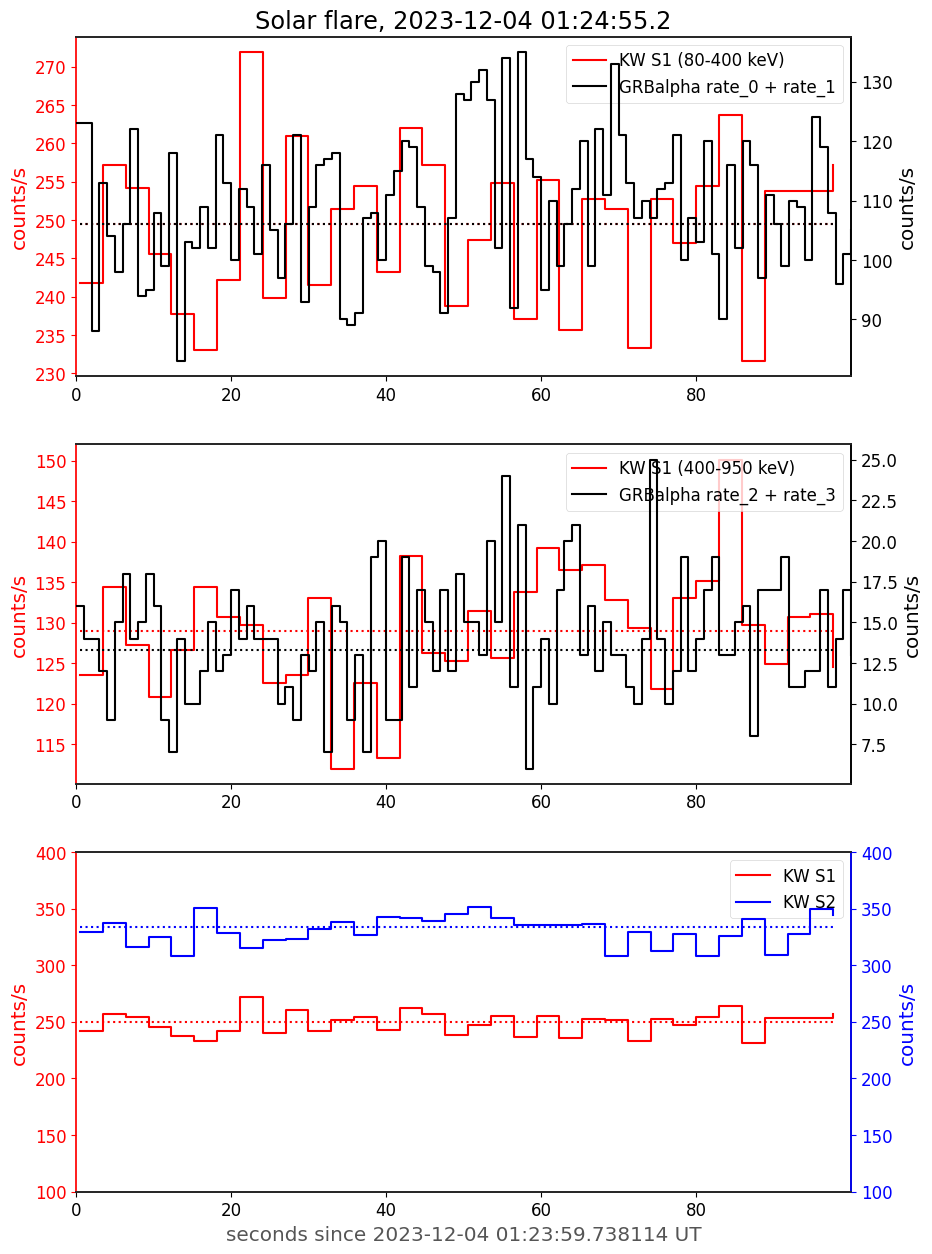 Solar flare, 2023-12-04 01:24:55.2
KW S1 (80-400 keV)
GRBalpha rate_0 + rate_1
270
265
260
255
250
245
240
235
230
counts/s
130
120
110
100
90
counts/s
0 20 40 60 80
KW S1 (400-950 keV)
GRBalpha rate_2 + rate_3
150
145
140
135
130
125
120
115
counts/s
25.0
22.5
20.0
17.5
15.0
12.5
10.0
7.5
counts/s
0 20 40 60 80
KW S1
KW S2
400
350
300
250
200
150
100
counts/s
400
350
300
250
200
150
100
counts/s
0 20 40 60 80
seconds since 2023-12-04 01:23:59.738114 UT